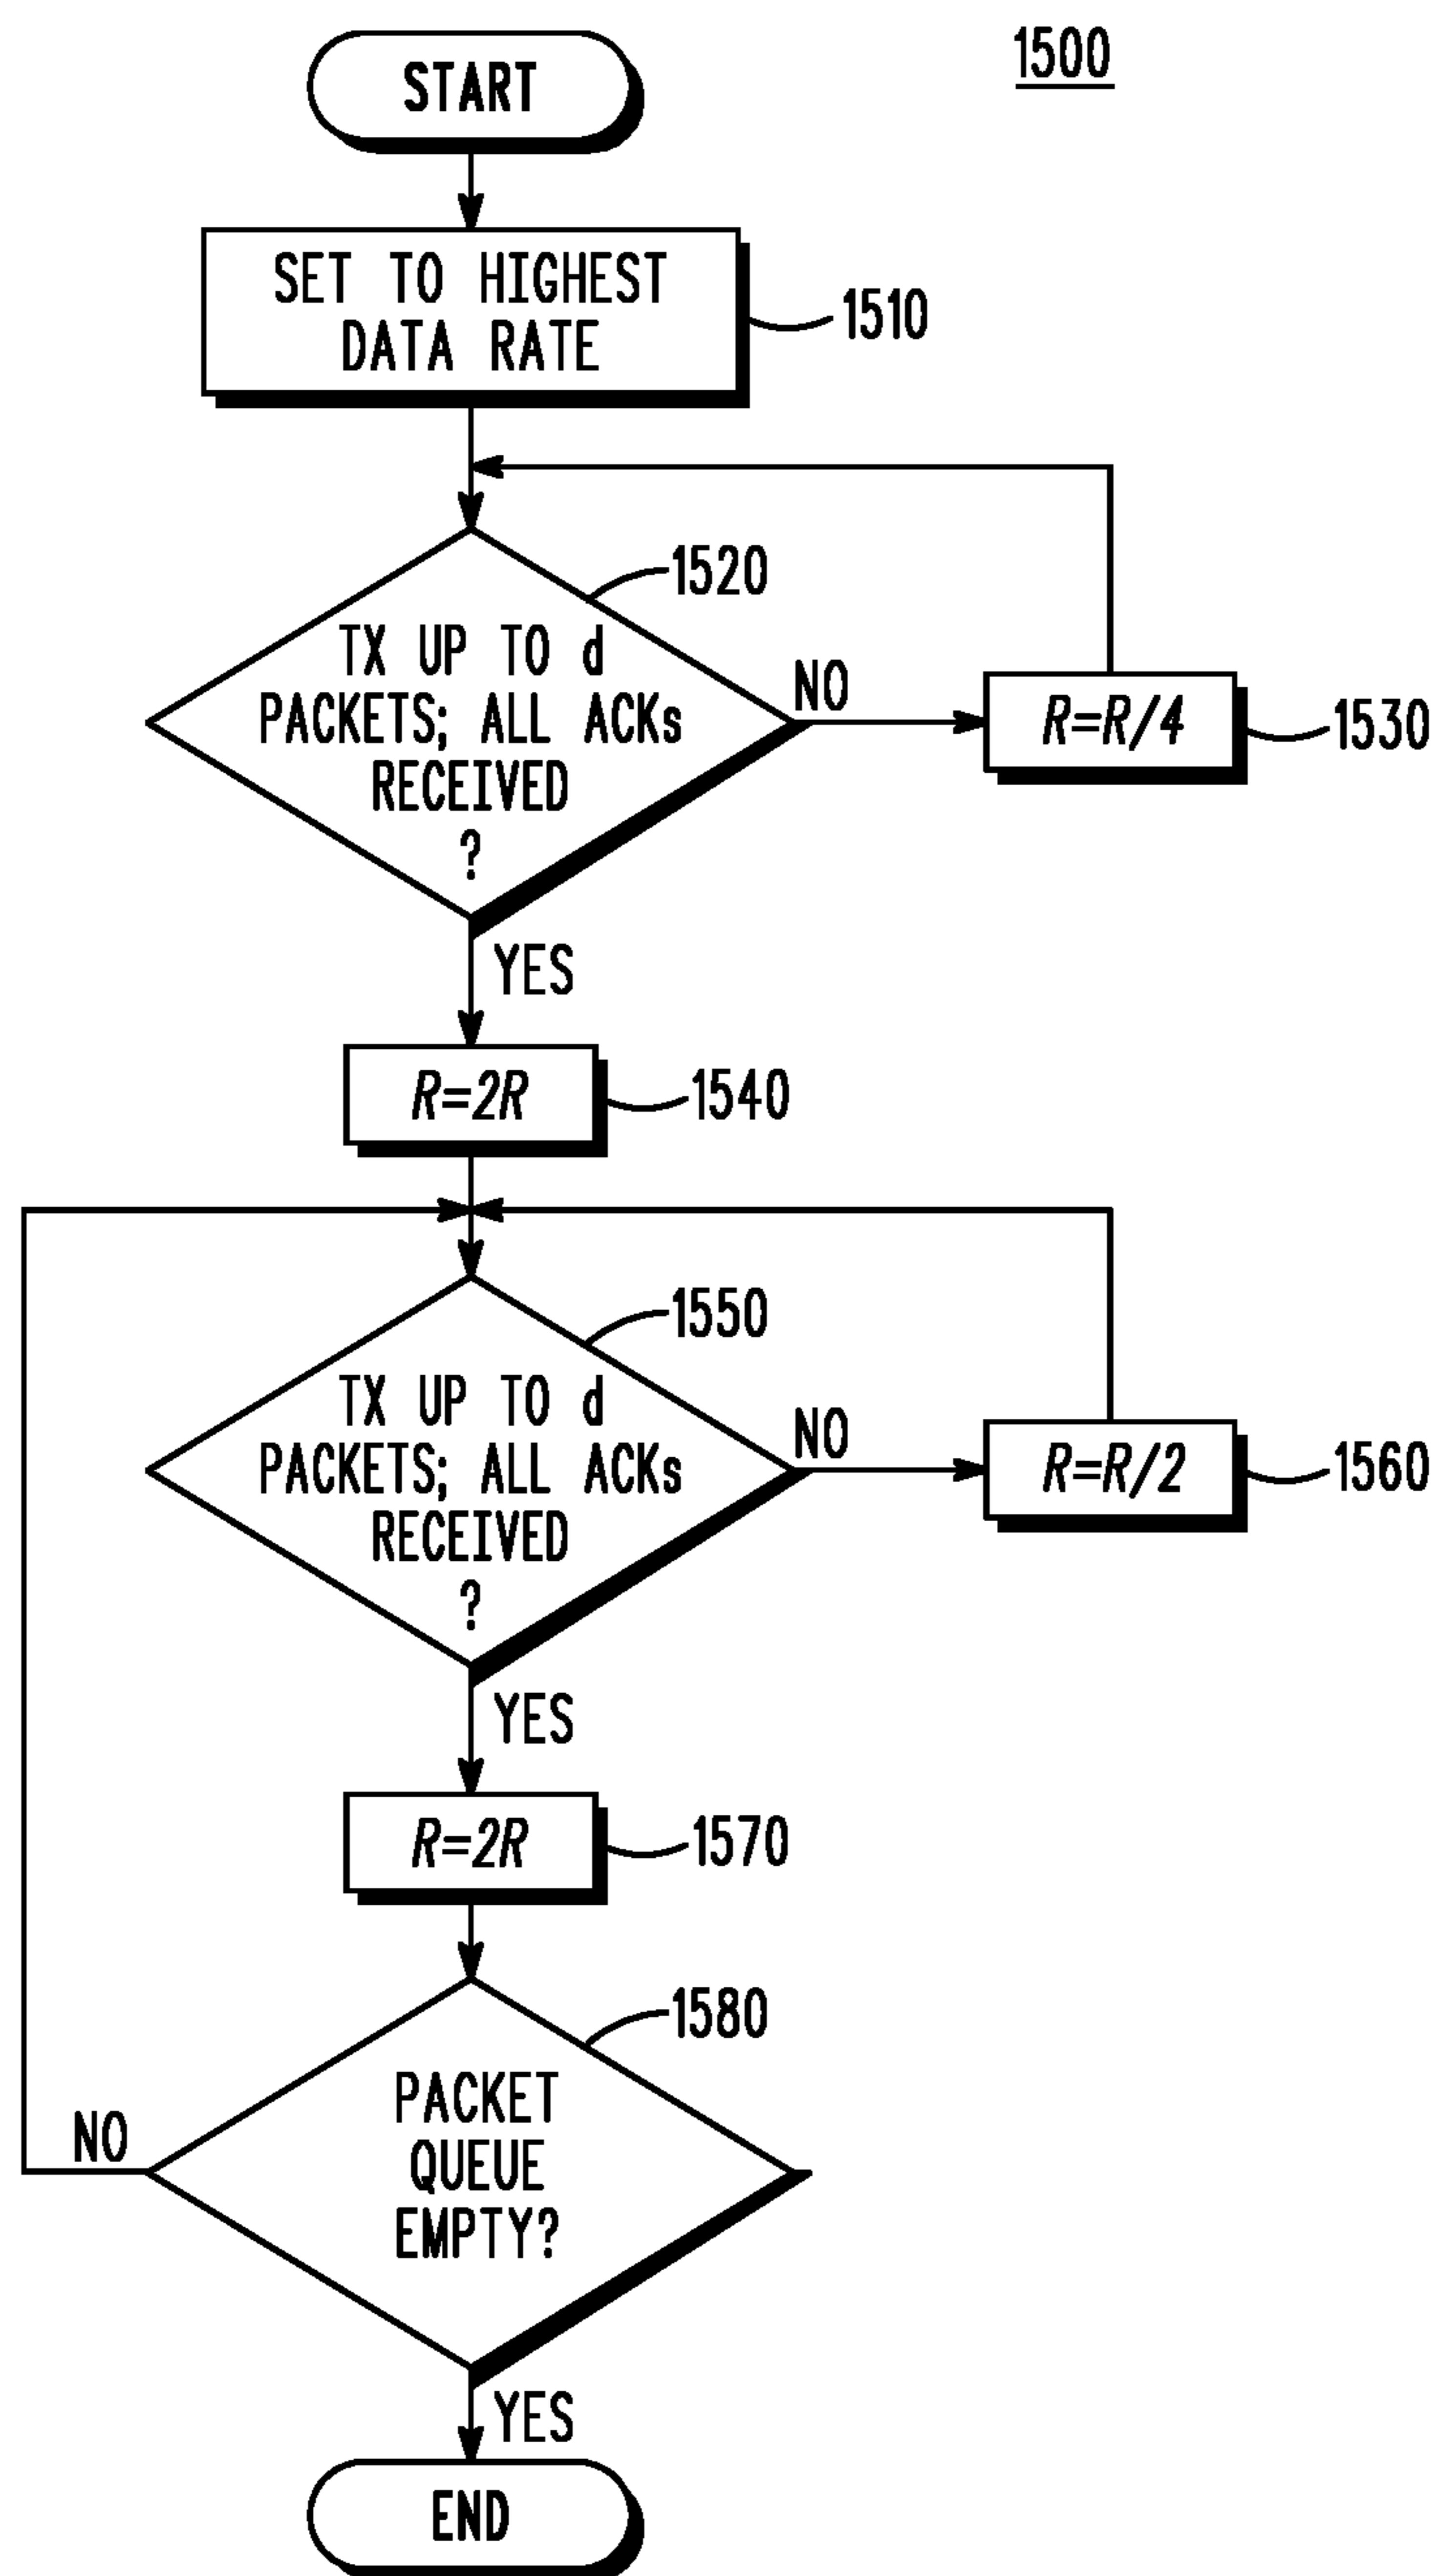 1500
START
SET TO HIGHEST
DATA RATE
1510
1520
TX UP TO d
PACKETS; ALL ACKs
RECEIVED
?
NO
R=R/4
1530
YES
R=2R
1540
1550
TX UP TO d
PACKETS; ALL ACKs
RECEIVED
?
NO
R=R/2
1560
YES
R=2R
1570
1580
PACKET
QUEUE
EMPTY?
NO
YES
END